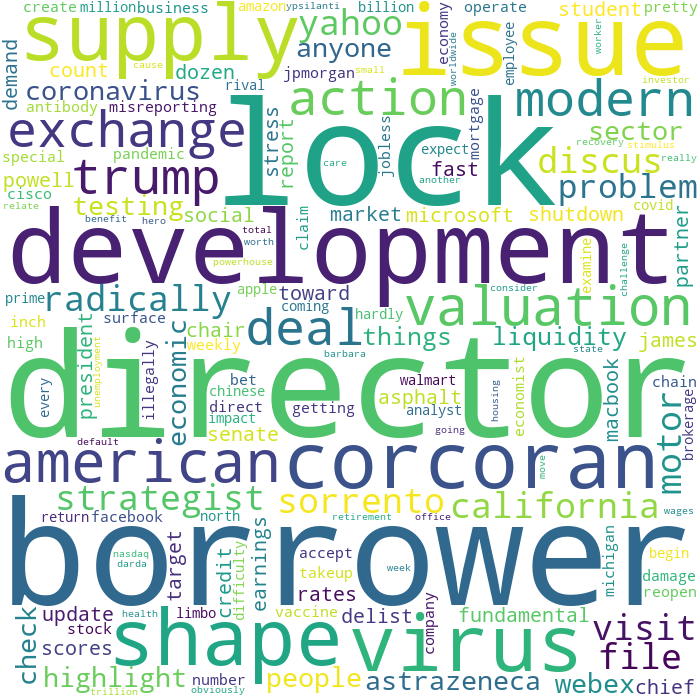 create million business amazon ypsilanti billion operate student pretty
supply yahoo issue
process because
count dozen anyone economy worldwide employee worker
demand coronavirus jpmorgan action modern
antibody misreporting rival stress report small investor
exchange lock sector
special pandemic jobless expect mortgage fast recovery stimulus really
trump care another discus
powell problem
cisco testing social claim market microsoft shutdown covid partner
relate benefit hero
development
total worth examine challenge
powerhouse
prime radically apple toward coming consider valuation
inch surface chinese deal hardly
high president chair things liquidity james
unemployment every illegally economic weekly barbara state
director
bet walmart economist macbook chain
direct getting asphalt analyst housing motor brokerage
impact
senate going
default american corcoran move
strategist sorrento california wages
return facebook north retirement office
borrower
nasdaq week
darda target credit difficulty earnings accept michigan begin
takeup damage
update rates reopen
check health limbo vaccine delist company fundamental
stock
scores shape virus visit
people file
highlight number astrazeneca webex chief
trillion obviously